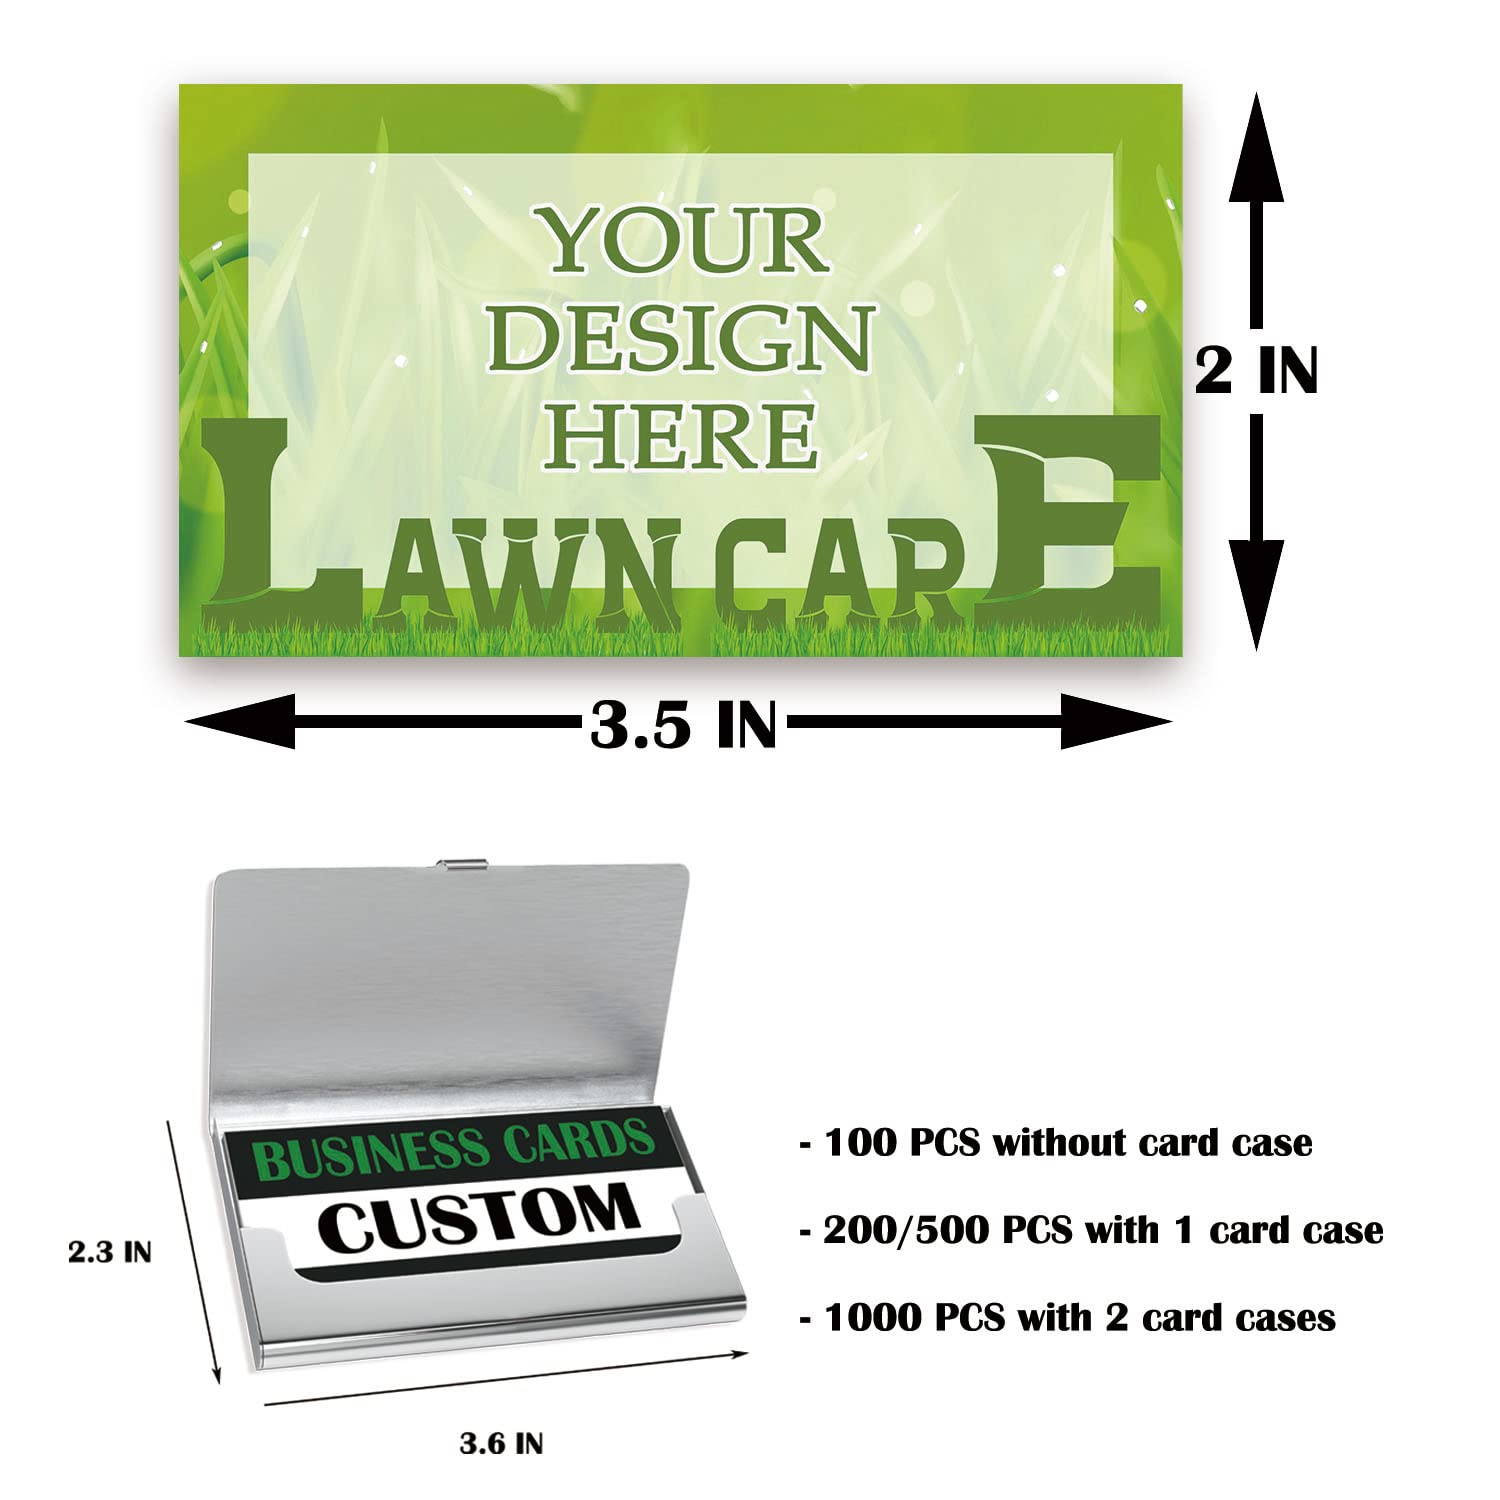 YOUR
DESIGN
HERE
LAWN CARE
2 IN
3.5 IN
BUSINESS CARDS
CUSTOM
2.3 IN
3.6 IN
- 100 PCS without card case
- 200/500 PCS with 1 card case
- 1000 PCS with 2 card cases